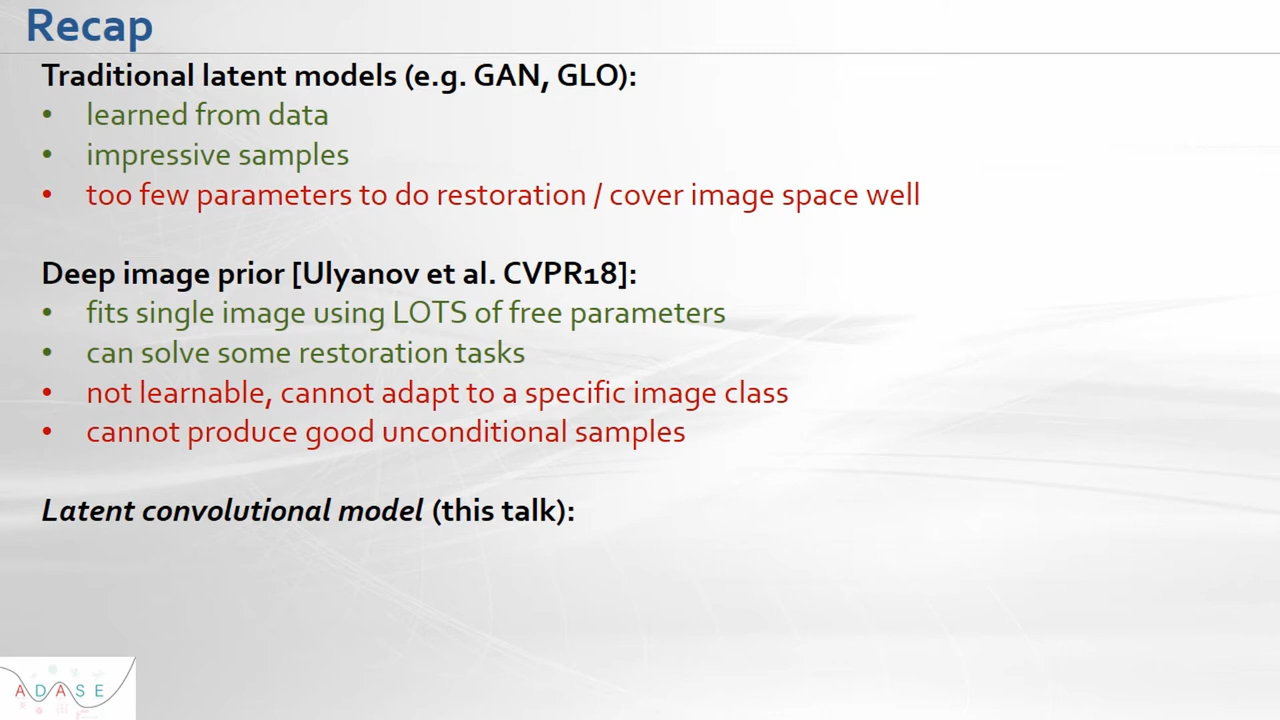 Recap
Traditional latent models (e.g. GAN, GLO):
• learned from data
• impressive samples
• too few parameters to do restoration / cover image space well
Deep image prior [Ulyanov et al. CVPR18]:
• fits single image using LOTS of free parameters
• can solve some restoration tasks
• not learnable, cannot adapt to a specific image class
• cannot produce good unconditional samples
Latent convolutional model (this talk):
ADASE